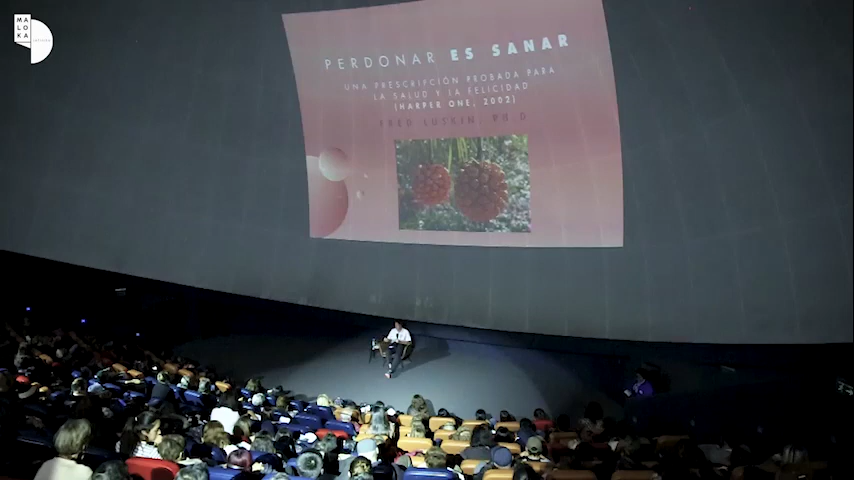 MA
LO
KA
PERDONAR ES SANAR
UNA PRESCRIPCIÓN PROBADA PARA
LA SALUD Y LA FELICIDAD
(HARPER ONE, 2002)
FRED LUSKIN, PH.D